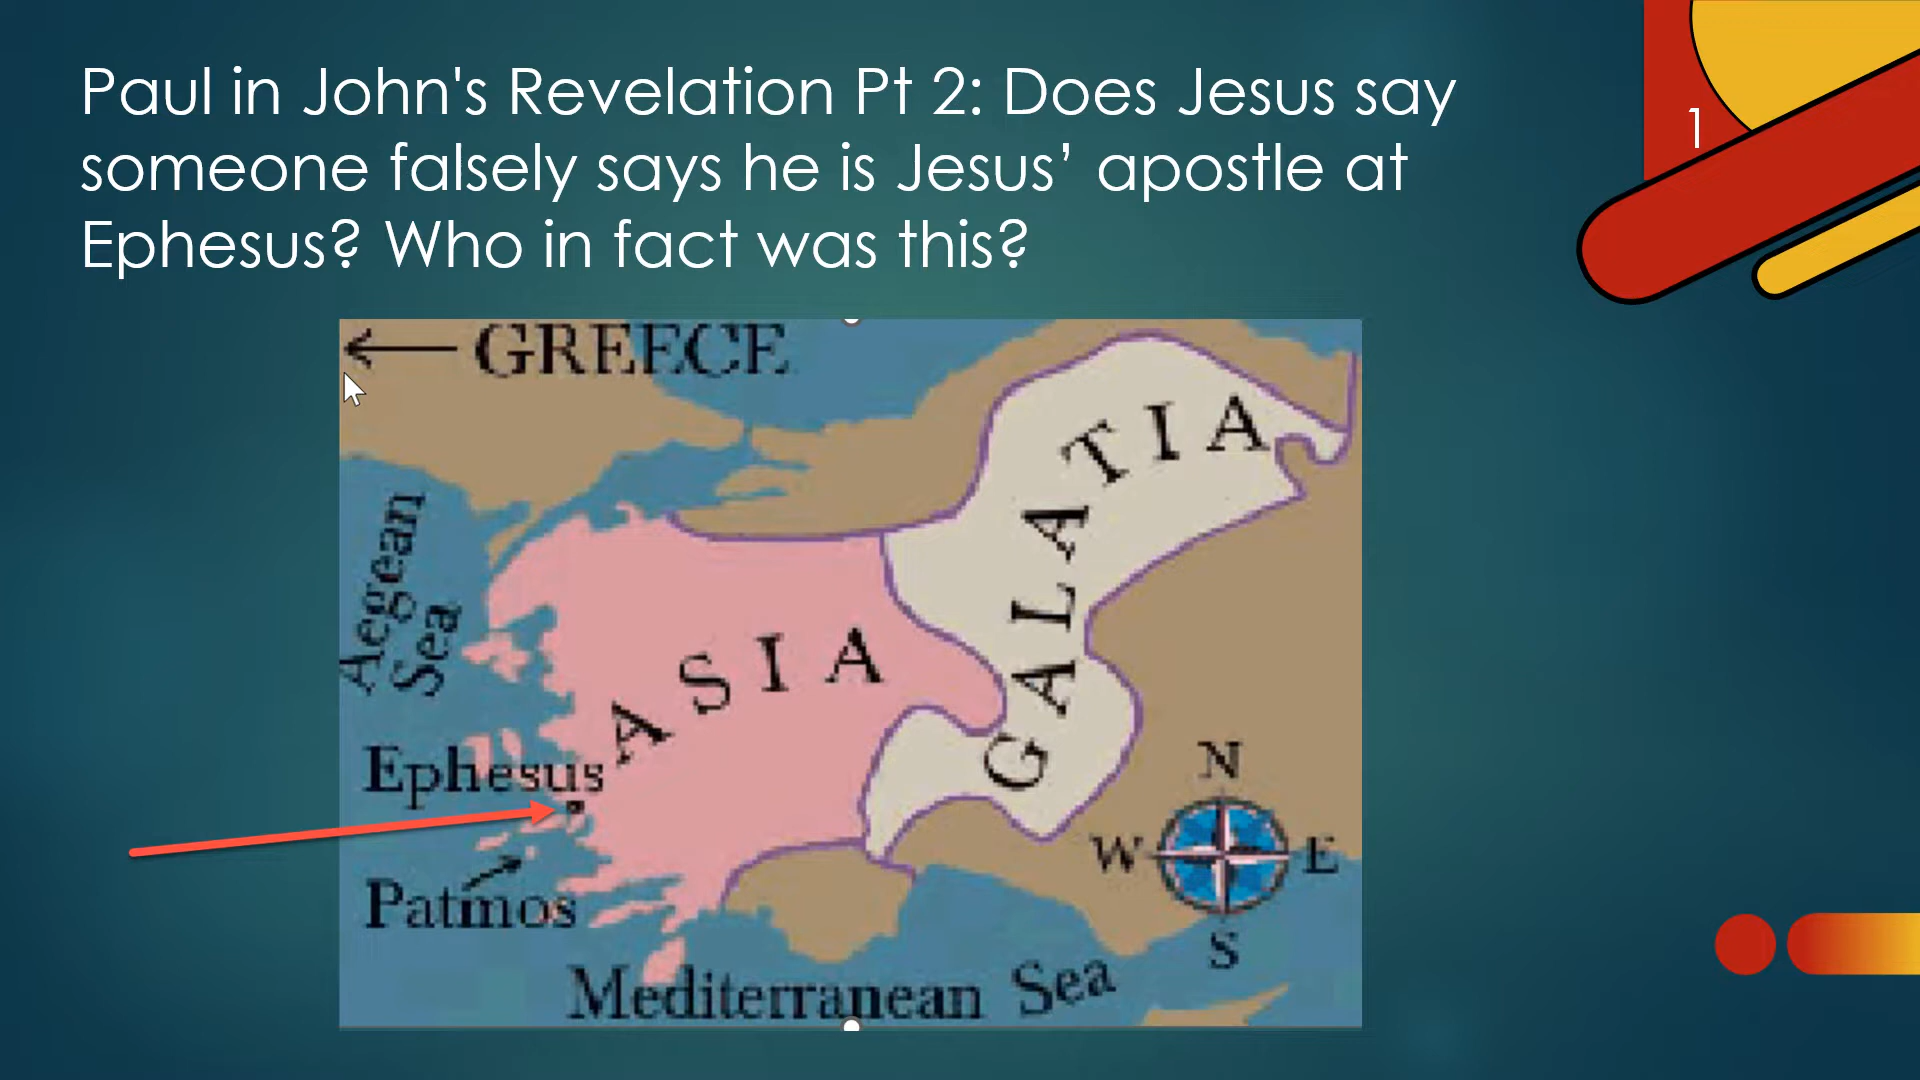 Paul in John's Revelation Pt 2: Does Jesus say
someone falsely says he is Jesus’ apostle at
Ephesus? Who in fact was this?
1
GREECE
GALATIA
Aegean
Sea
ASIA
Ephesus
Patmos
N
W E
S
Mediterranean Sea